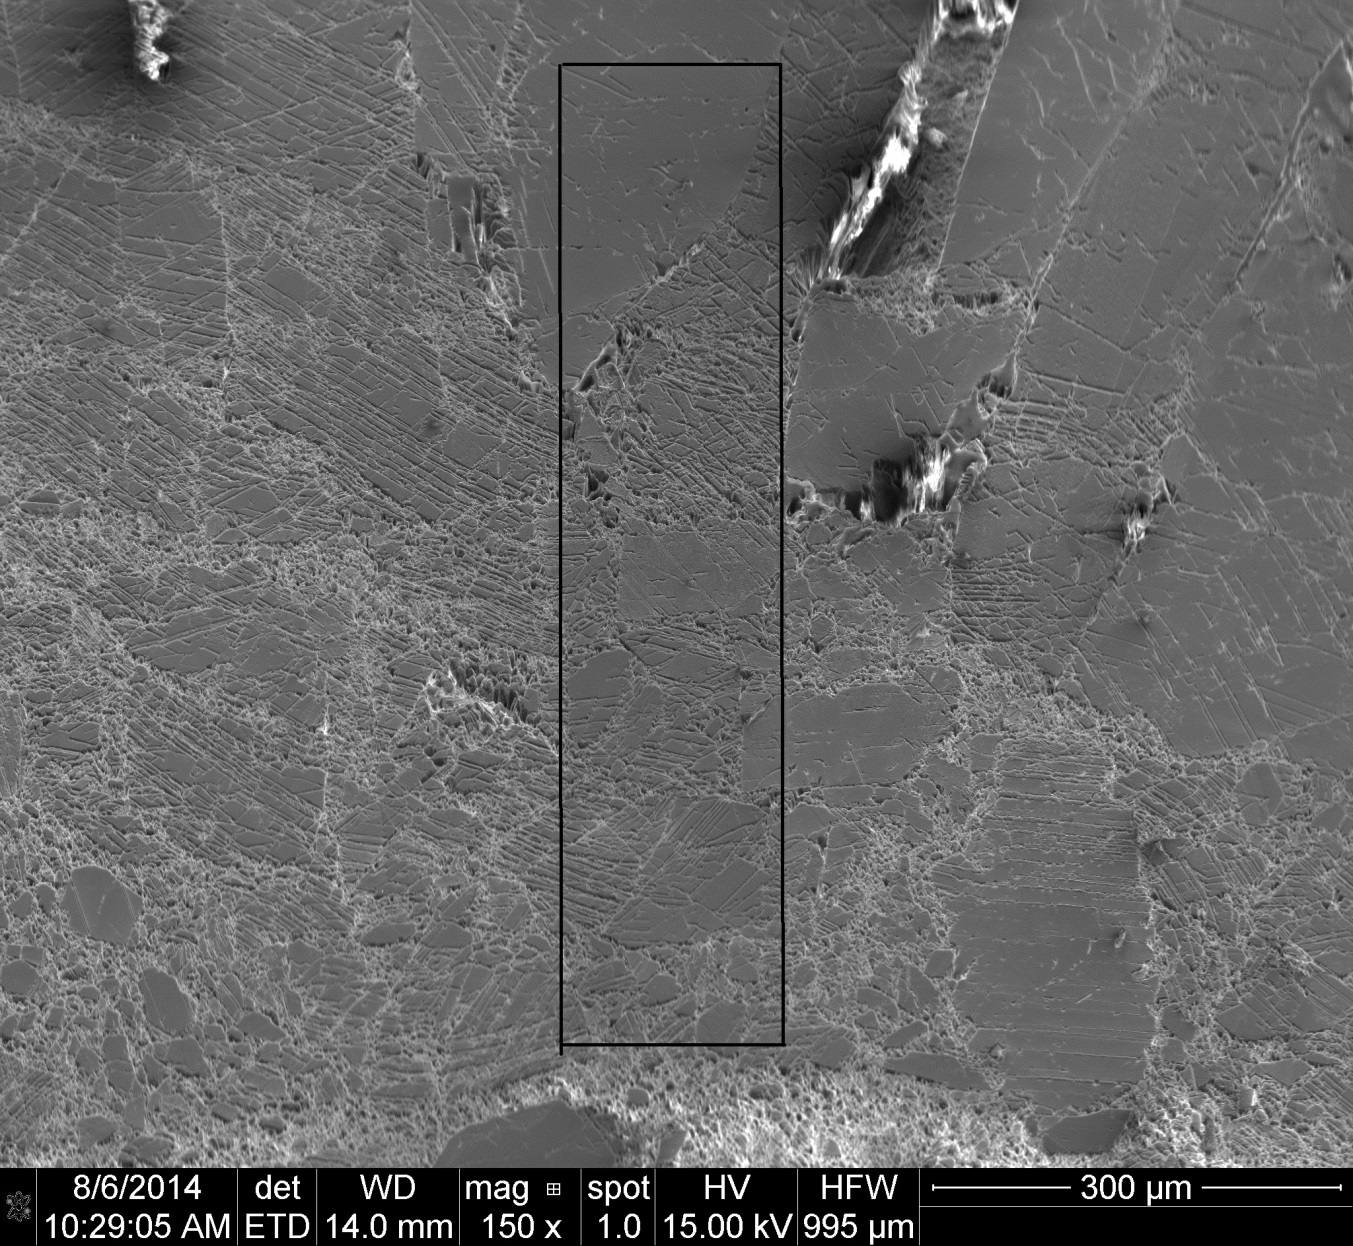 8/6/2014 det WD mag ⊞ spot HV HFW 300 µm
10:29:05 AM ETD 14.0 mm 150 x 1.0 15.00 kV 995 µm